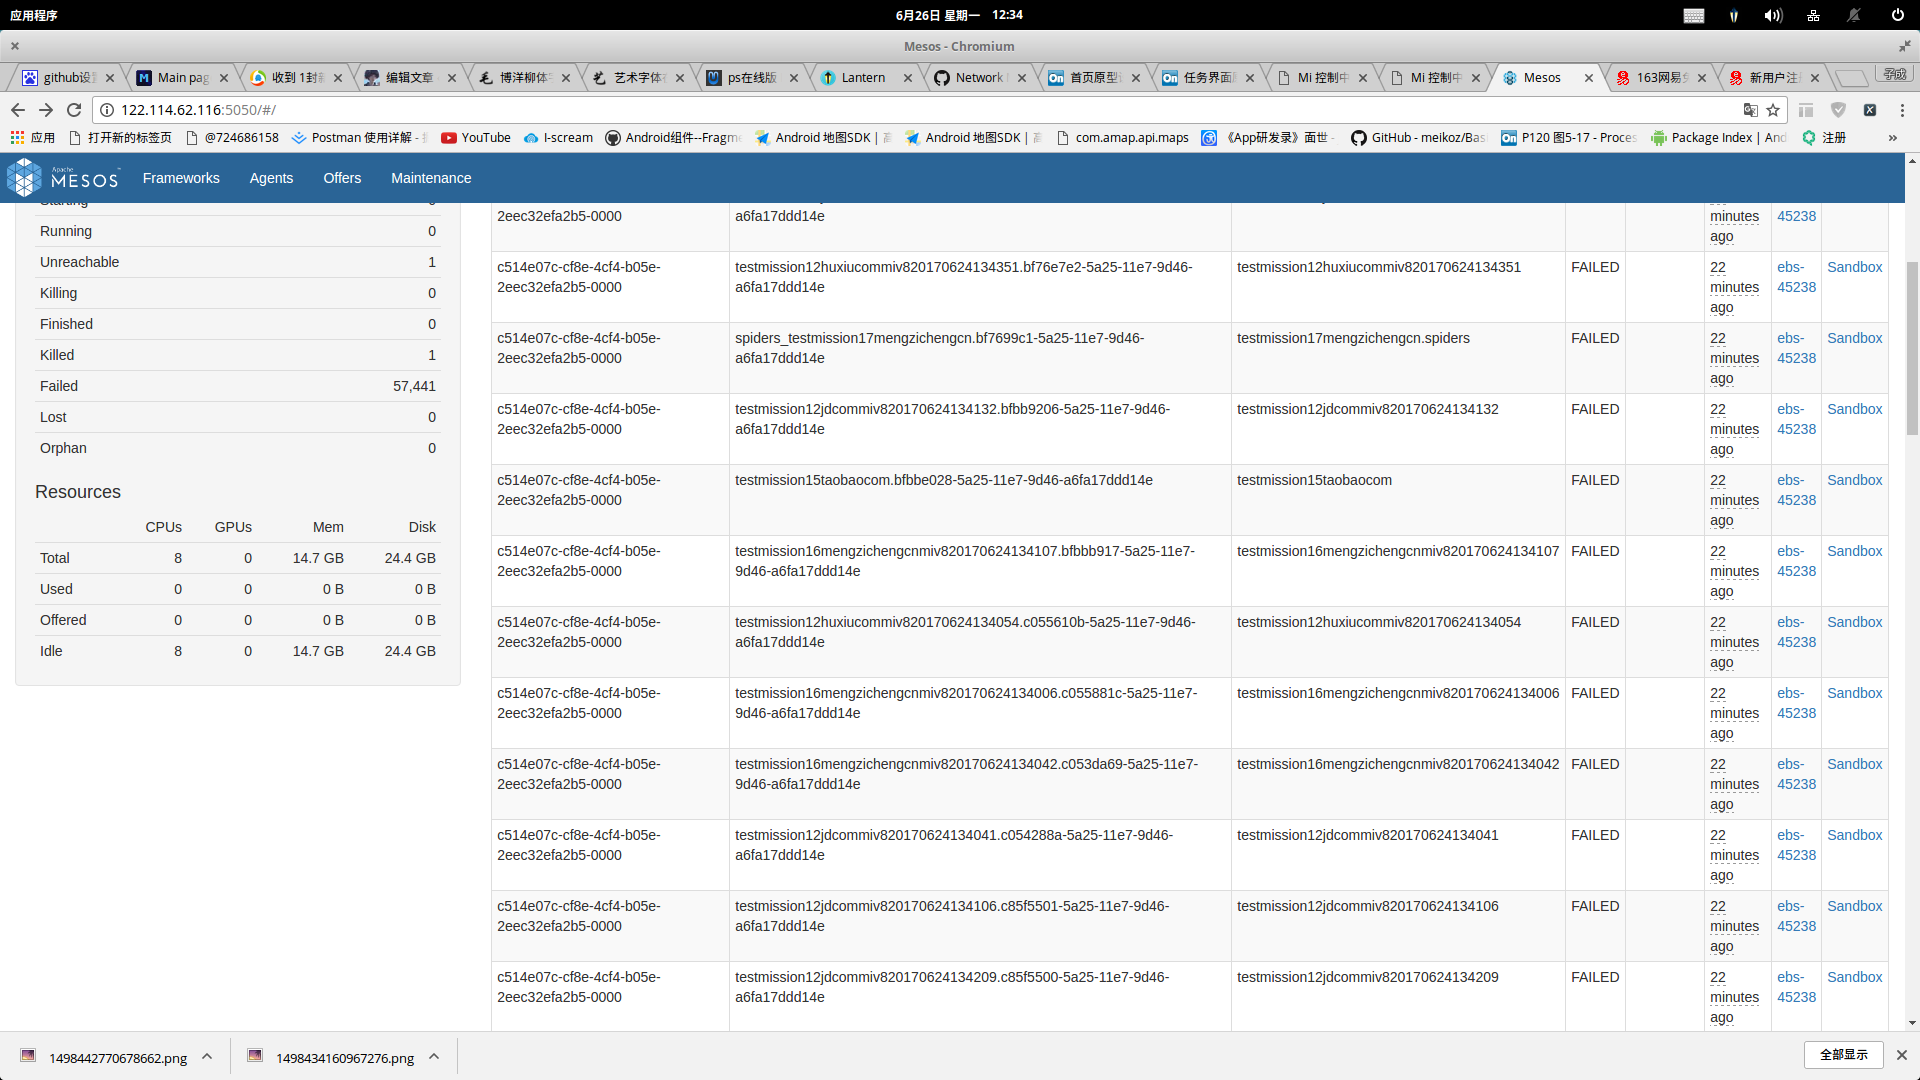 应用程序
6月26日 星期一 12:34
Mesos - Chromium
github设
Main pag
收到 1封新
编辑文章
博洋柳体
艺术字体
ps在线版
Lantern
Network
首页原型
任务界面
Mi 控制中
Mi 控制中
Mesos
163网易
新用户注
子成
122.114.62.116:5050/#/
应用
打开新的标签页
@724686158
Postman 使用详解 -
YouTube
I-scream
Android组件--Fragme
Android 地图SDK |
Android 地图SDK |
com.amap.api.maps
《App研发录》面世
GitHub - meikoz/Bas
P120 图5-17 - Proces
Package Index | And
注册
»
Apache MESOS
Frameworks Agents Offers Maintenance
Running 0
Unreachable 1
Killing 0
Finished 0
Killed 1
Failed 57,441
Lost 0
Orphan 0
Resources
CPUs GPUs Mem Disk
Total 8 0 14.7 GB 24.4 GB
Used 0 0 0 B 0 B
Offered 0 0 0 B 0 B
Idle 8 0 14.7 GB 24.4 GB
2eec32efa2b5-0000 a6fa17ddd14e minutes 45238
ago
c514e07c-cf8e-4cf4-b05e- testmission12huxiucommiv820170624134351.bf76e7e2-5a25-11e7-9d46- testmission12huxiucommiv820170624134351 FAILED 22 ebs- Sandbox
2eec32efa2b5-0000 a6fa17ddd14e minutes 45238
ago
c514e07c-cf8e-4cf4-b05e- spiders_testmission17mengzichengcn.bf7699c1-5a25-11e7-9d46- testmission17mengzichengcn.spiders FAILED 22 ebs- Sandbox
2eec32efa2b5-0000 a6fa17ddd14e minutes 45238
ago
c514e07c-cf8e-4cf4-b05e- testmission12jdcommiv820170624134132.bfbb9206-5a25-11e7-9d46- testmission12jdcommiv820170624134132 FAILED 22 ebs- Sandbox
2eec32efa2b5-0000 a6fa17ddd14e minutes 45238
ago
c514e07c-cf8e-4cf4-b05e- testmission15taobaocom.bfbbe028-5a25-11e7-9d46-a6fa17ddd14e testmission15taobaocom FAILED 22 ebs- Sandbox
2eec32efa2b5-0000 minutes 45238
ago
c514e07c-cf8e-4cf4-b05e- testmission16mengzichengcnmiv820170624134107.bfbbb917-5a25-11e7- testmission16mengzichengcnmiv820170624134107 FAILED 22 ebs- Sandbox
2eec32efa2b5-0000 9d46-a6fa17ddd14e minutes 45238
ago
c514e07c-cf8e-4cf4-b05e- testmission12huxiucommiv820170624134054.c055610b-5a25-11e7-9d46- testmission12huxiucommiv820170624134054 FAILED 22 ebs- Sandbox
2eec32efa2b5-0000 a6fa17ddd14e minutes 45238
ago
c514e07c-cf8e-4cf4-b05e- testmission16mengzichengcnmiv820170624134006.c055881c-5a25-11e7- testmission16mengzichengcnmiv820170624134006 FAILED 22 ebs- Sandbox
2eec32efa2b5-0000 9d46-a6fa17ddd14e minutes 45238
ago
c514e07c-cf8e-4cf4-b05e- testmission16mengzichengcnmiv820170624134042.c053da69-5a25-11e7- testmission16mengzichengcnmiv820170624134042 FAILED 22 ebs- Sandbox
2eec32efa2b5-0000 9d46-a6fa17ddd14e minutes 45238
ago
c514e07c-cf8e-4cf4-b05e- testmission12jdcommiv820170624134041.c054288a-5a25-11e7-9d46- testmission12jdcommiv820170624134041 FAILED 22 ebs- Sandbox
2eec32efa2b5-0000 a6fa17ddd14e minutes 45238
ago
c514e07c-cf8e-4cf4-b05e- testmission12jdcommiv820170624134106.c85f5501-5a25-11e7-9d46- testmission12jdcommiv820170624134106 FAILED 22 ebs- Sandbox
2eec32efa2b5-0000 a6fa17ddd14e minutes 45238
ago
c514e07c-cf8e-4cf4-b05e- testmission12jdcommiv820170624134209.c85f5500-5a25-11e7-9d46- testmission12jdcommiv820170624134209 FAILED 22 ebs- Sandbox
2eec32efa2b5-0000 a6fa17ddd14e minutes 45238
ago
1498442770678662.png
1498434160967276.png
全部显示